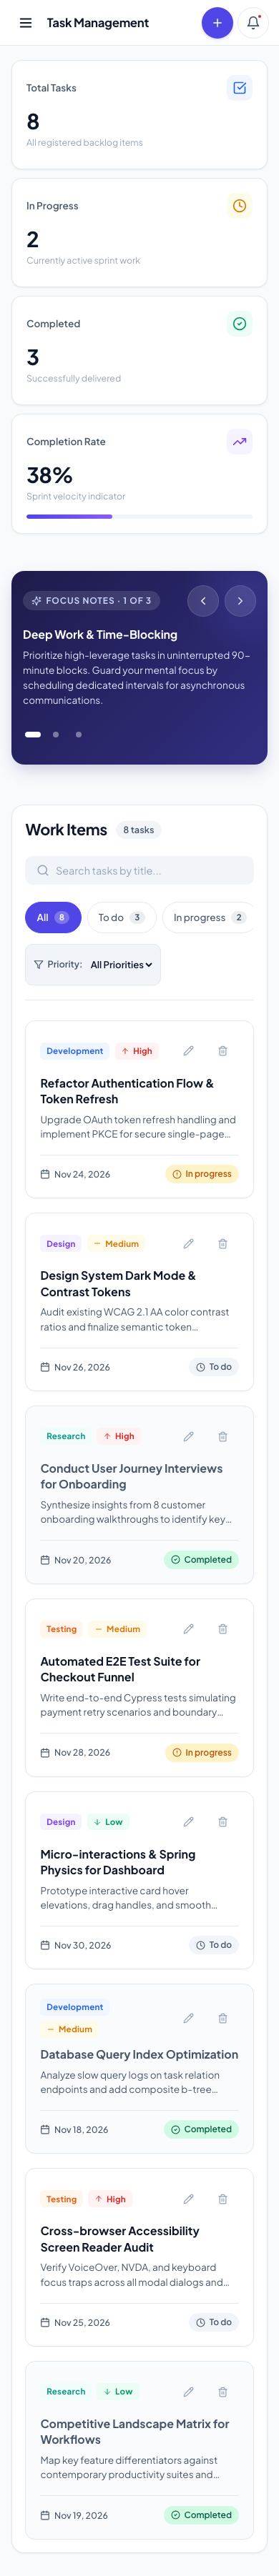 Task Management
Total Tasks
8
All registered backlog items
In Progress
2
Currently active sprint work
Completed
3
Successfully delivered
Completion Rate
38%
Sprint velocity indicator
FOCUS NOTES · 1 OF 3
Deep Work & Time-Blocking
Prioritize high-leverage tasks in uninterrupted 90–
minute blocks. Guard your mental focus by
scheduling dedicated intervals for asynchronous
communications.
Work Items 8 tasks
Search tasks by title...
All 8 To do 3 In progress 2
Priority: All Priorities
Development High
Refactor Authentication Flow &
Token Refresh
Upgrade OAuth token refresh handling and
implement PKCE for secure single-page...
Nov 24, 2026 In progress
Design Medium
Design System Dark Mode &
Contrast Tokens
Audit existing WCAG 2.1 AA color contrast
ratios and finalize semantic token...
Nov 26, 2026 To do
Research High
Conduct User Journey Interviews
for Onboarding
Synthesize insights from 8 customer
onboarding walkthroughs to identify key...
Nov 20, 2026 Completed
Testing Medium
Automated E2E Test Suite for
Checkout Funnel
Write end-to-end Cypress tests simulating
payment retry scenarios and boundary...
Nov 28, 2026 In progress
Design Low
Micro-interactions & Spring
Physics for Dashboard
Prototype interactive card hover
elevations, drag handles, and smooth...
Nov 30, 2026 To do
Development
Medium
Database Query Index Optimization
Analyze slow query logs on task relation
endpoints and add composite b-tree...
Nov 18, 2026 Completed
Testing High
Cross-browser Accessibility
Screen Reader Audit
Verify VoiceOver, NVDA, and keyboard
focus traps across all modal dialogs and...
Nov 25, 2026 To do
Research Low
Competitive Landscape Matrix for
Workflows
Map key feature differentiators against
contemporary productivity suites and...
Nov 19, 2026 Completed